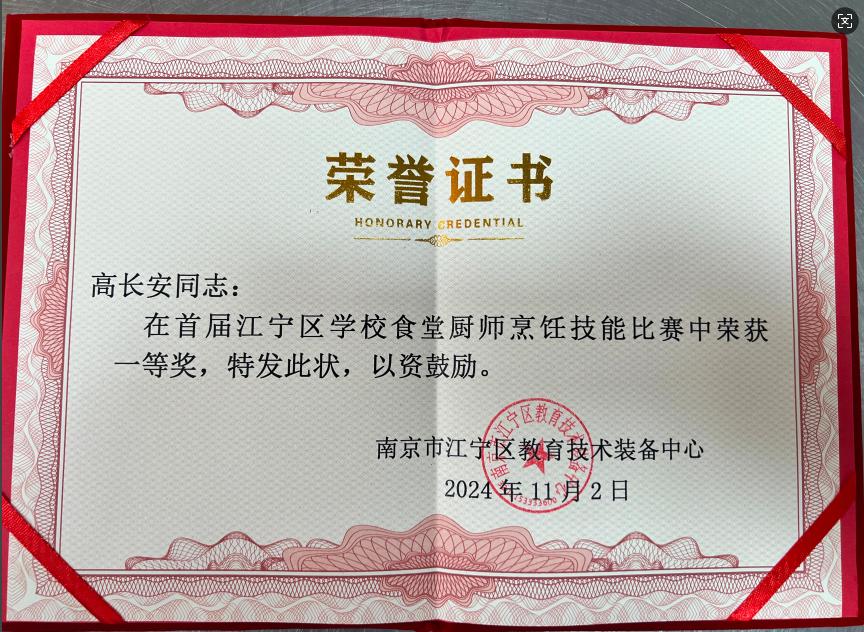 荣誉证书
HONORARY CREDENTIAL
高长安同志：
在首届江宁区学校食堂厨师烹饪技能比赛中荣获
一等奖，特发此状，以资鼓励。
南京市江宁区教育技术装备中心
2024年11月2日